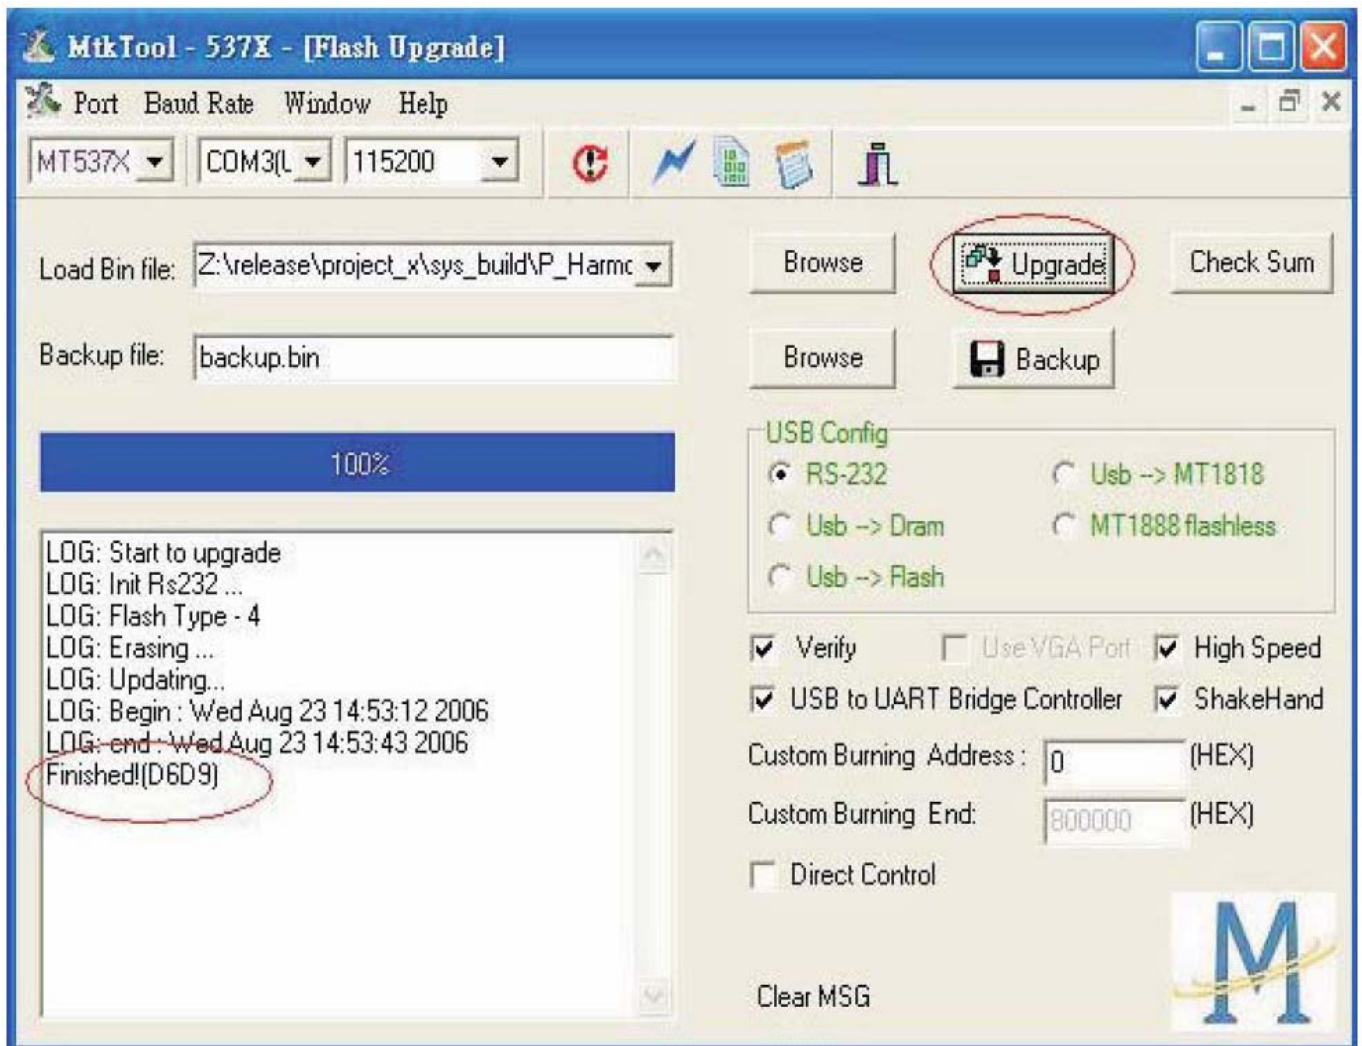 MtkTool - 537X - [Flash Upgrade]
Port Baud Rate Window Help
MT537X COM3(L 115200
Load Bin file: Z:\release\project_x\sys_build\P_Harmc Browse Upgrade Check Sum
Backup file: backup.bin Browse Backup
100%
LOG: Start to upgrade
LOG: Init Rs232 ...
LOG: Flash Type - 4
LOG: Erasing ...
LOG: Updating...
LOG: Begin : Wed Aug 23 14:53:12 2006
LOG: end : Wed Aug 23 14:53:43 2006
Finished!(D6D9)
USB Config
RS-232 Usb --> MT1818
Usb --> Dram MT1888 flashless
Usb --> Flash
Verify Use VGA Port High Speed
USB to UART Bridge Controller ShakeHand
Custom Burning Address : 0 (HEX)
Custom Burning End: 800000 (HEX)
Direct Control
Clear MSG
M